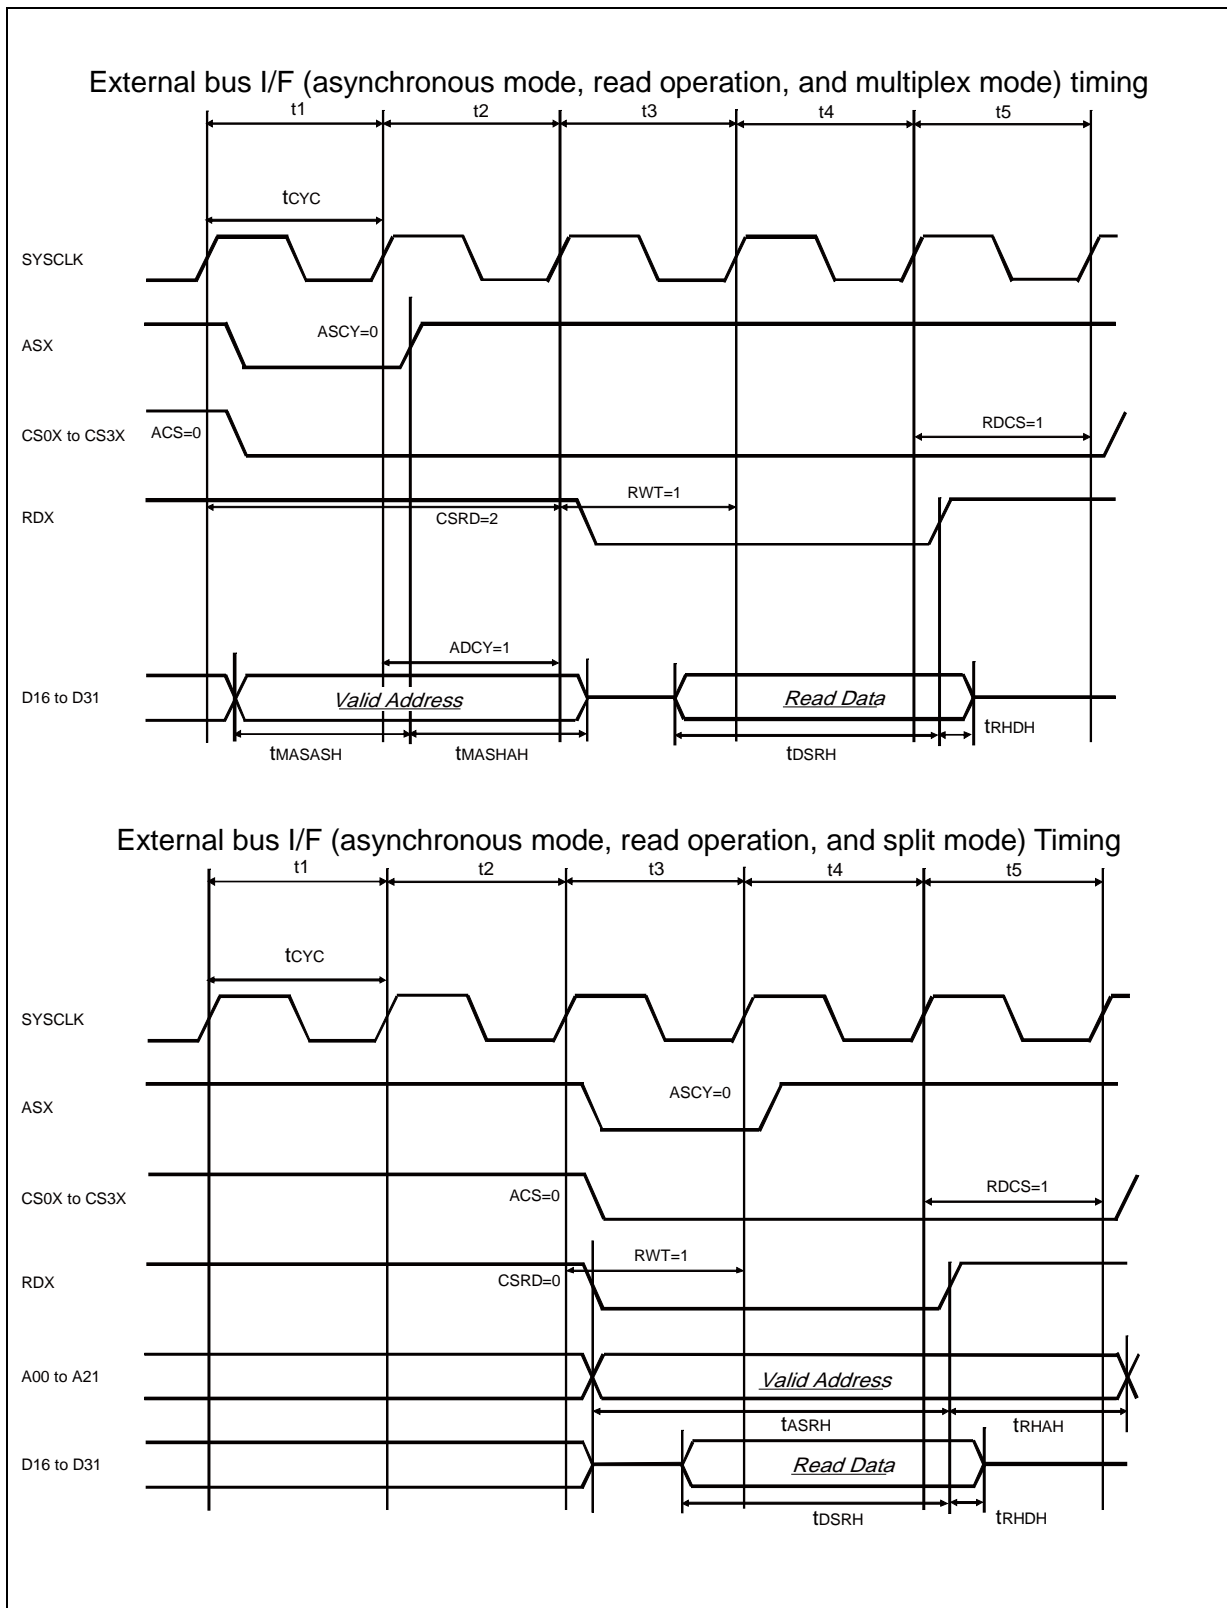 External bus I/F (asynchronous mode, read operation, and multiplex mode) timing
t1 t2 t3 t4 t5
tCYC
SYSCLK
ASCY=0
ASX
CS0X to CS3X
ACS=0
RDCS=1
RDX
RWT=1
CSRD=2
ADCY=1
D16 to D31
Valid Address
Read Data
tRHDH
tMASASH
tMASHAH
tDSRH
External bus I/F (asynchronous mode, read operation, and split mode) Timing
t1 t2 t3 t4 t5
tCYC
SYSCLK
ASCY=0
ASX
CS0X to CS3X
ACS=0
RDCS=1
RWT=1
RDX
CSRD=0
A00 to A21
Valid Address
tASRH
tRHAH
D16 to D31
Read Data
tDSRH
tRHDH